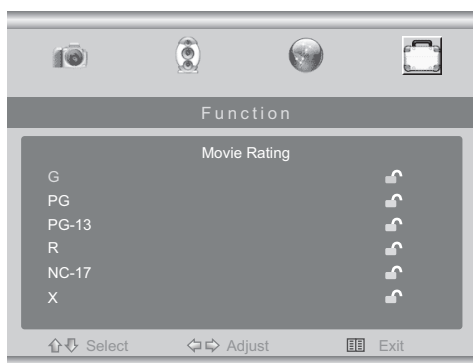 Function
Movie Rating
G
PG
PG-13
R
NC-17
X
Select Adjust Exit